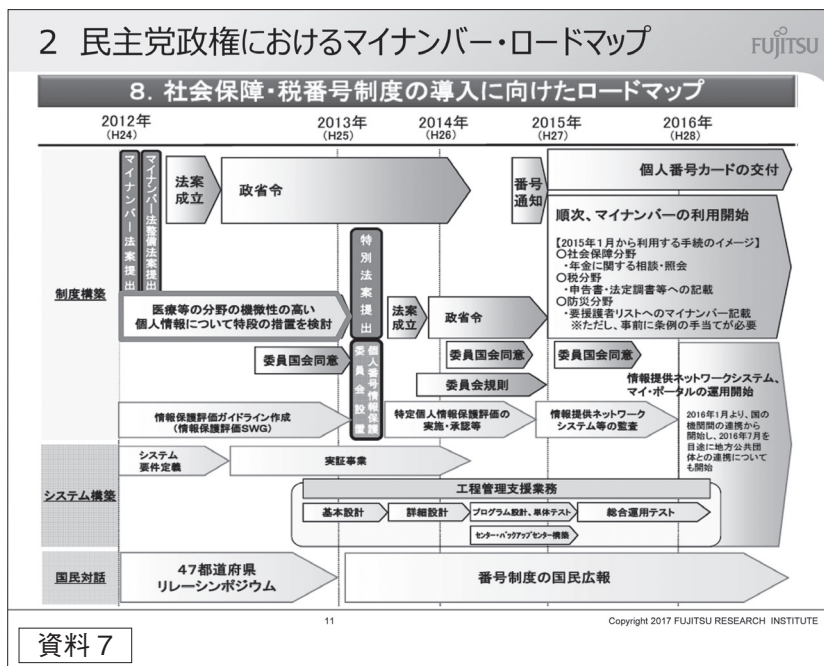 2 民主党政権におけるマイナンバー・ロードマップ
FUJITSU
8. 社会保障・税番号制度の導入に向けたロードマップ
2012年
(H24)
2013年
(H25)
2014年
(H26)
2015年
(H27)
2016年
(H28)
制度構築
マイナンバー法案提出
マイナンバー法整備法案提出
法案
成立
政省令
番号
通知
個人番号カードの交付
順次、マイナンバーの利用開始
【2015年1月から利用する手続のイメージ】
〇社会保障分野
・年金に関する相談・照会
〇税分野
・申告書・法定調書等への記載
〇防災分野
・要援護者リストへのマイナンバー記載
※ただし、事前に条例の手当てが必要
医療等の分野の機微性の高い
個人情報について特段の措置を検討
特別法案提出
法案
成立
政省令
委員国会同意
個人番号情報保護
委員会設置
委員国会同意
委員国会同意
委員会規則
情報提供ネットワークシステム、
マイ・ポータルの運用開始
2016年1月より、国の
機関間の連携から
開始し、2016年7月を
目途に地方公共団
体との連携について
も開始
情報保護評価ガイドライン作成
(情報保護評価SWG)
特定個人情報保護評価の
実施・承認等
情報提供ネットワーク
システム等の監査
システム構築
システム
要件定義
実証事業
工程管理支援業務
基本設計
詳細設計
プログラム設計、単体テスト
総合運用テスト
センター・バックアップセンター構築
国民対話
47都道府県
リレーシンポジウム
番号制度の国民広報
11
Copyright 2017 FUJITSU RESEARCH INSTITUTE
資料7